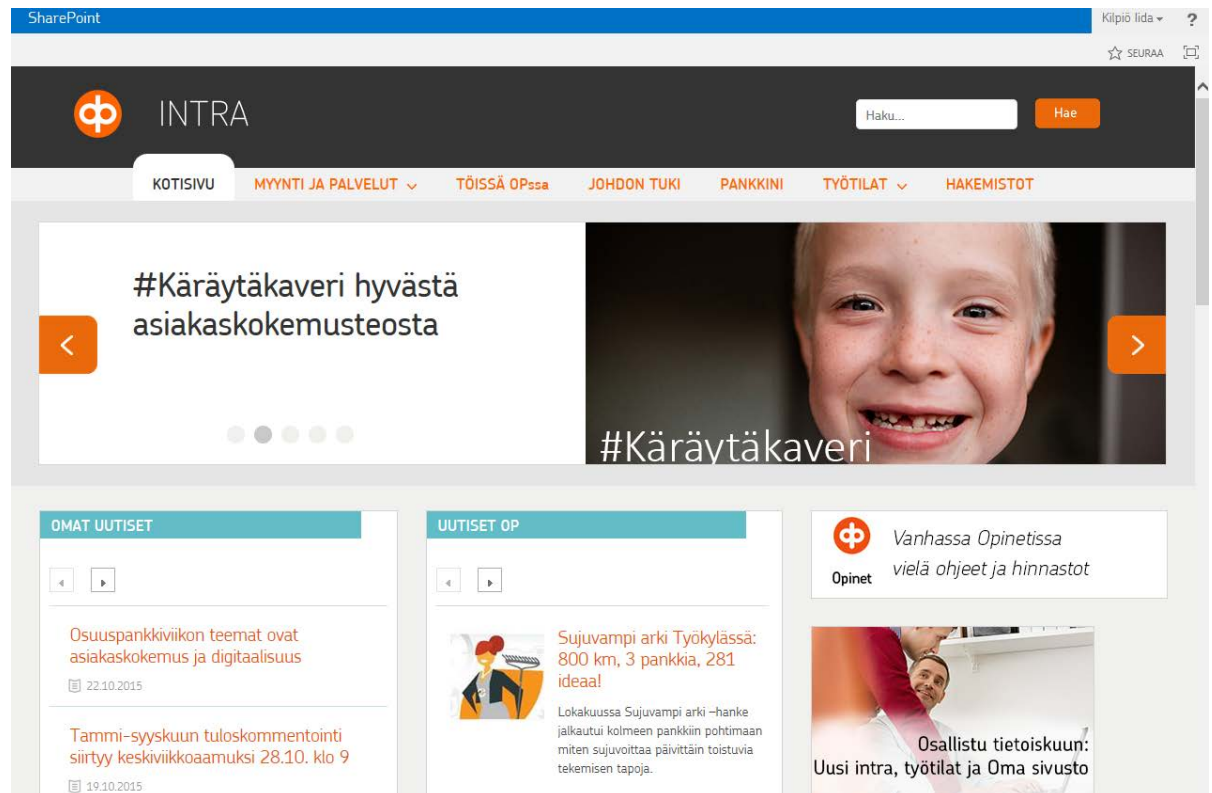 SharePoint
Kilpiö Iida
?
SEURAA
INTRA
Haku...
Hae
KOTISIVU
MYYNTI JA PALVELUT
TÖISSÄ OPssa
JOHDON TUKI
PANKKINI
TYÖTILAT
HAKEMISTOT
#Käräytäkaveri hyvästä
asiakaskokemusteosta
#Käräytäkaveri
OMAT UUTISET
Osuuspankkiviikon teemat ovat
asiakaskokemus ja digitaalisuus
22.10.2015
Tammi-syyskuun tuloskommentointi
siirtyy keskiviikkoaamuksi 28.10. klo 9
19.10.2015
UUTISET OP
Sujuvampi arki Työkylässä:
800 km, 3 pankkia, 281
ideaa!
Lokakuussa Sujuvampi arki –hanke
jalkautui kolmeen pankkiin pohtimaan
miten sujuvoittaa päivittäin toistuvia
tekemisen tapoja.
Opinet
Vanhassa Opinetissa
vielä ohjeet ja hinnastot
Osallistu tietoiskuun:
Uusi intra, työtilat ja Oma sivusto